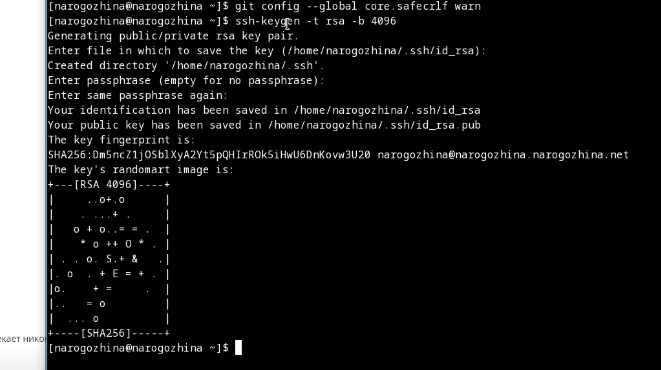 [narogozhina@narogozhina ~]$ git config --global core.safecrlf warn
[narogozhina@narogozhina ~]$ ssh-keygen -t rsa -b 4096
Generating public/private rsa key pair.
Enter file in which to save the key (/home/narogozhina/.ssh/id_rsa):
Created directory '/home/narogozhina/.ssh'.
Enter passphrase (empty for no passphrase):
Enter same passphrase again:
Your identification has been saved in /home/narogozhina/.ssh/id_rsa
Your public key has been saved in /home/narogozhina/.ssh/id_rsa.pub
The key fingerprint is:
SHA256:Dm5ncZ1jOSblXyA2Yt5pQHIrROk5iHwU6DnKovw3U20 narogozhina@narogozhina.narogozhina.net
The key's randomart image is:
+---[RSA 4096]----+
|     ..o+.o      |
|    . ...+ .     |
|   o + o..= = .  |
|    * o ++ O * . |
| . . o. S.+ &   .|
|. o  . + E = + . |
|o.    + =     .  |
|..   = o         |
|  ... o          |
+----[SHA256]-----+
екает нико
[narogozhina@narogozhina ~]$